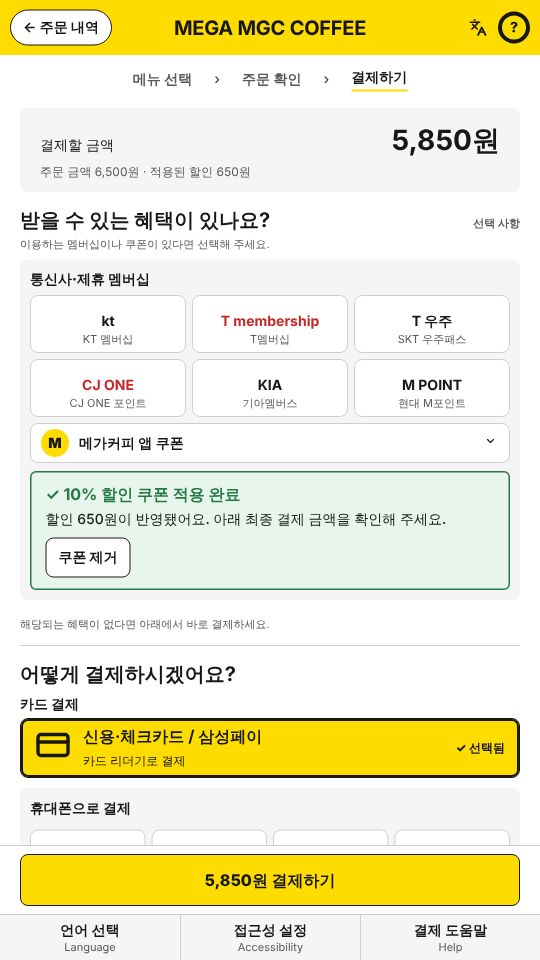 ← 주문 내역
MEGA MGC COFFEE
?
메뉴 선택 › 주문 확인 › 결제하기
결제할 금액
5,850원
주문 금액 6,500원 · 적용된 할인 650원
받을 수 있는 혜택이 있나요?
선택 사항
이용하는 멤버십이나 쿠폰이 있다면 선택해 주세요.
통신사·제휴 멤버십
kt
KT 멤버십
T membership
T멤버십
T 우주
SKT 우주패스
CJ ONE
CJ ONE 포인트
KIA
기아멤버스
M POINT
현대 M포인트
M 메가커피 앱 쿠폰
✓ 10% 할인 쿠폰 적용 완료
할인 650원이 반영됐어요. 아래 최종 결제 금액을 확인해 주세요.
쿠폰 제거
해당되는 혜택이 없다면 아래에서 바로 결제하세요.
어떻게 결제하시겠어요?
카드 결제
신용·체크카드 / 삼성페이
카드 리더기로 결제
✓ 선택됨
휴대폰으로 결제
5,850원 결제하기
언어 선택
Language
접근성 설정
Accessibility
결제 도움말
Help